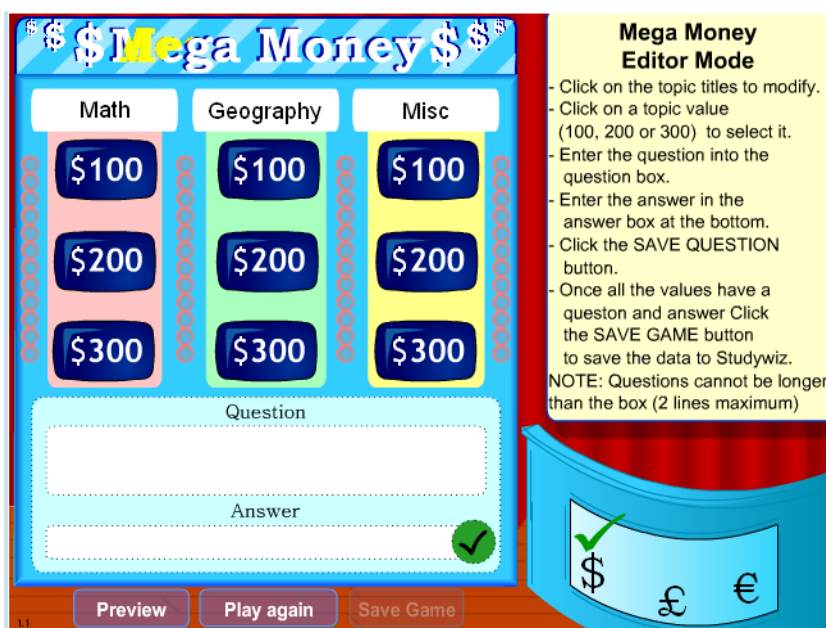 $$$Mega Money$$$
Math Geography Misc
$100 $100 $100
$200 $200 $200
$300 $300 $300
Question
Answer
Preview Play again Save Game
1.1
Mega Money
Editor Mode
- Click on the topic titles to modify.
- Click on a topic value
(100, 200 or 300) to select it.
- Enter the question into the
question box.
- Enter the answer in the
answer box at the bottom.
- Click the SAVE QUESTION
button.
- Once all the values have a
queston and answer Click
the SAVE GAME button
to save the data to Studywiz.
NOTE: Questions cannot be longer
than the box (2 lines maximum)
$ £ €